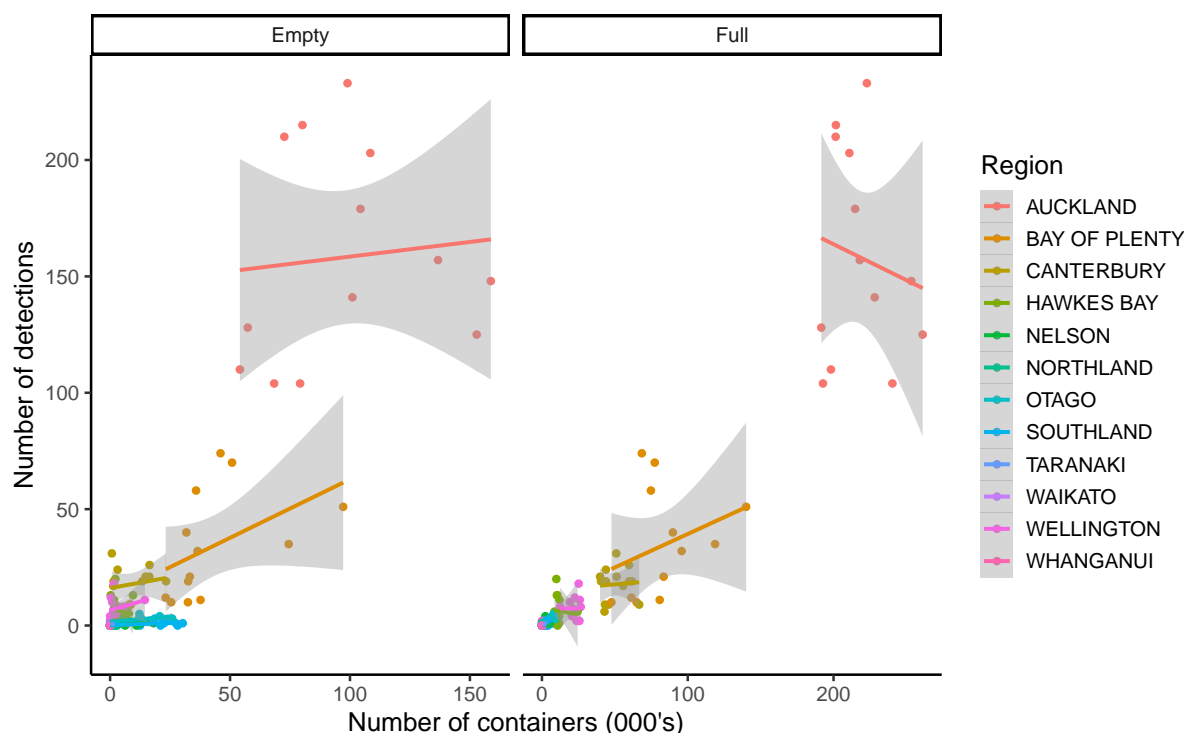 Empty
Full
Number of detections
200
150
100
50
0
0
50
100
150
0
100
200
Number of containers (000's)
Region
AUCKLAND
BAY OF PLENTY
CANTERBURY
HAWKES BAY
NELSON
NORTHLAND
OTAGO
SOUTHLAND
TARANAKI
WAIKATO
WELLINGTON
WHANGANUI